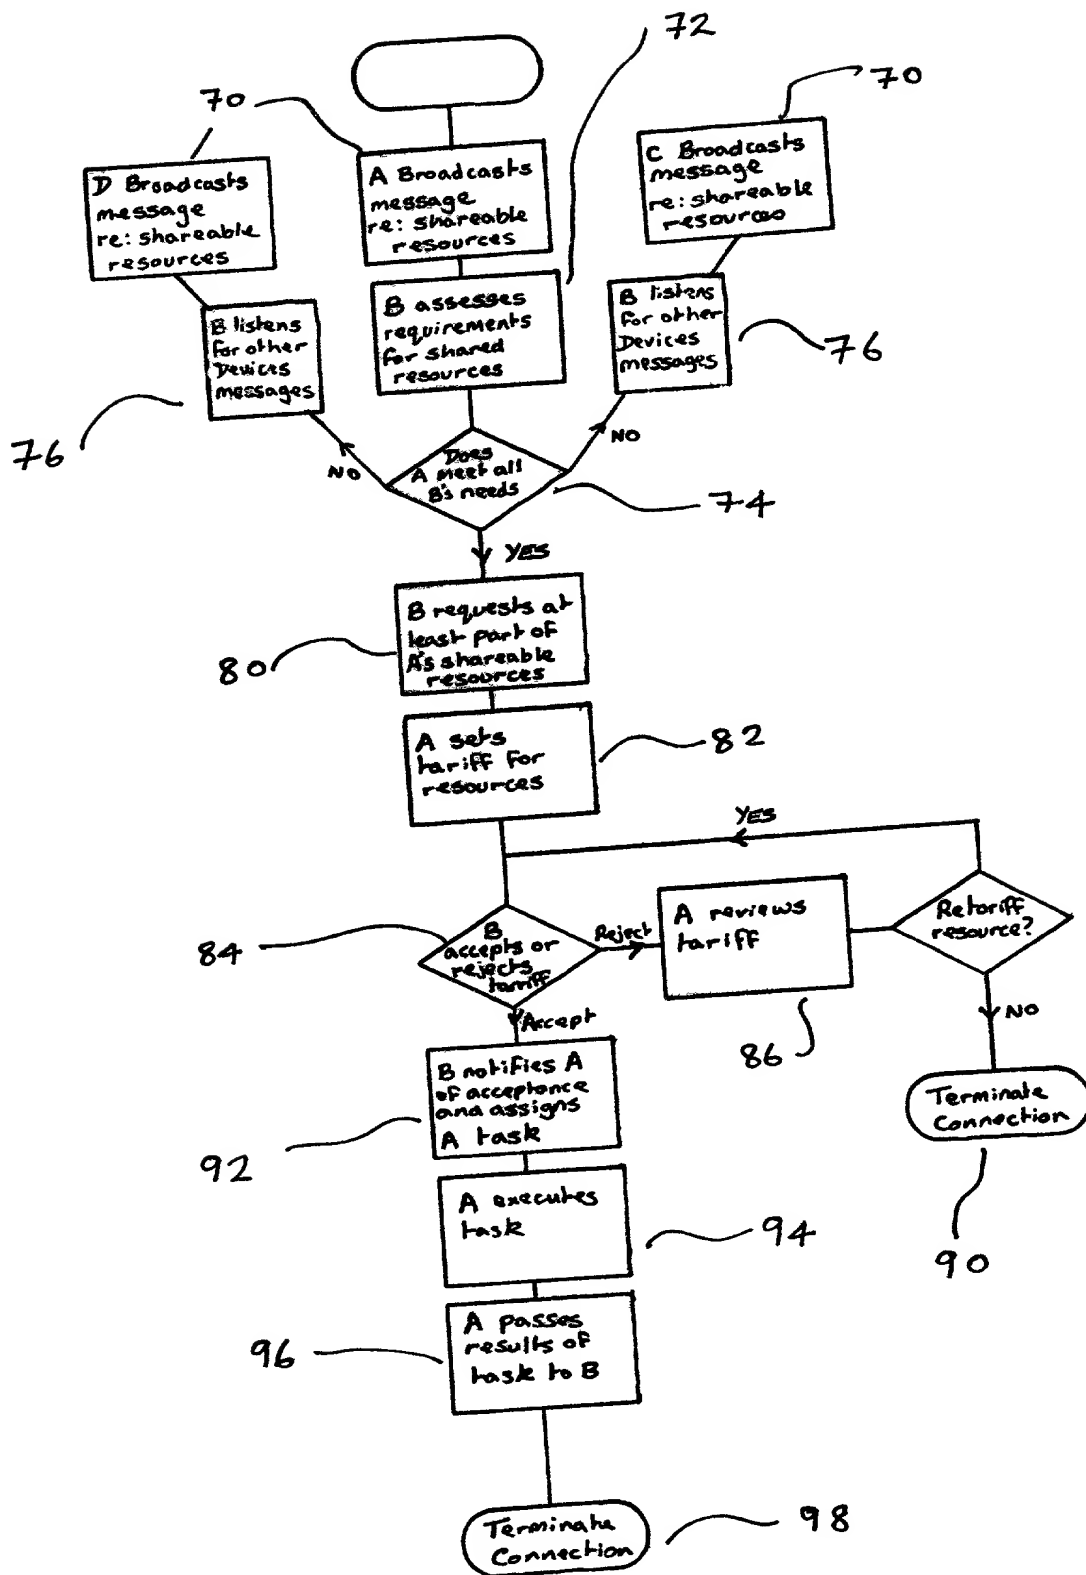 72
70
70
D Broadcasts
message
re: shareable
resources
A Broadcasts
message
re: shareable
resources
C Broadcasts
message
re: shareable
resources
B listens
for other
Devices
messages
B assesses
requirements
for shared
resources
B listens
for other
Devices
messages
76
76
NO
Does
A meet all
B's needs
NO
74
YES
B requests at
least part of
A's shareable
resources
80
A sets
tariff for
resources
82
YES
84
B
accepts or
rejects
tarriff
Reject
A reviews
tariff
Retariff
resource?
86
Accept
NO
B notifies A
of acceptance
and assigns
A task
92
Terminate
Connection
90
A executes
task
94
A passes
results of
task to B
96
Terminate
Connection
98